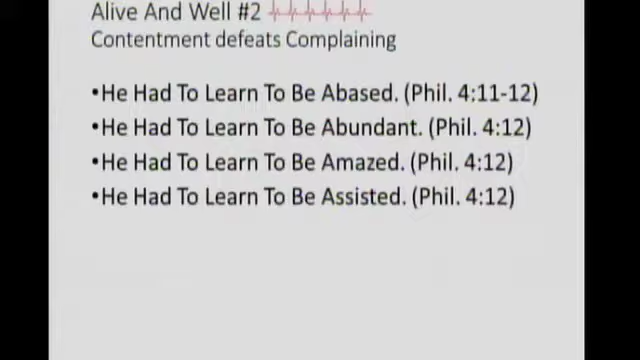 Alive And Well #2
Contentment defeats Complaining
•He Had To Learn To Be Abased. (Phil. 4:11-12)
•He Had To Learn To Be Abundant. (Phil. 4:12)
•He Had To Learn To Be Amazed. (Phil. 4:12)
•He Had To Learn To Be Assisted. (Phil. 4:12)